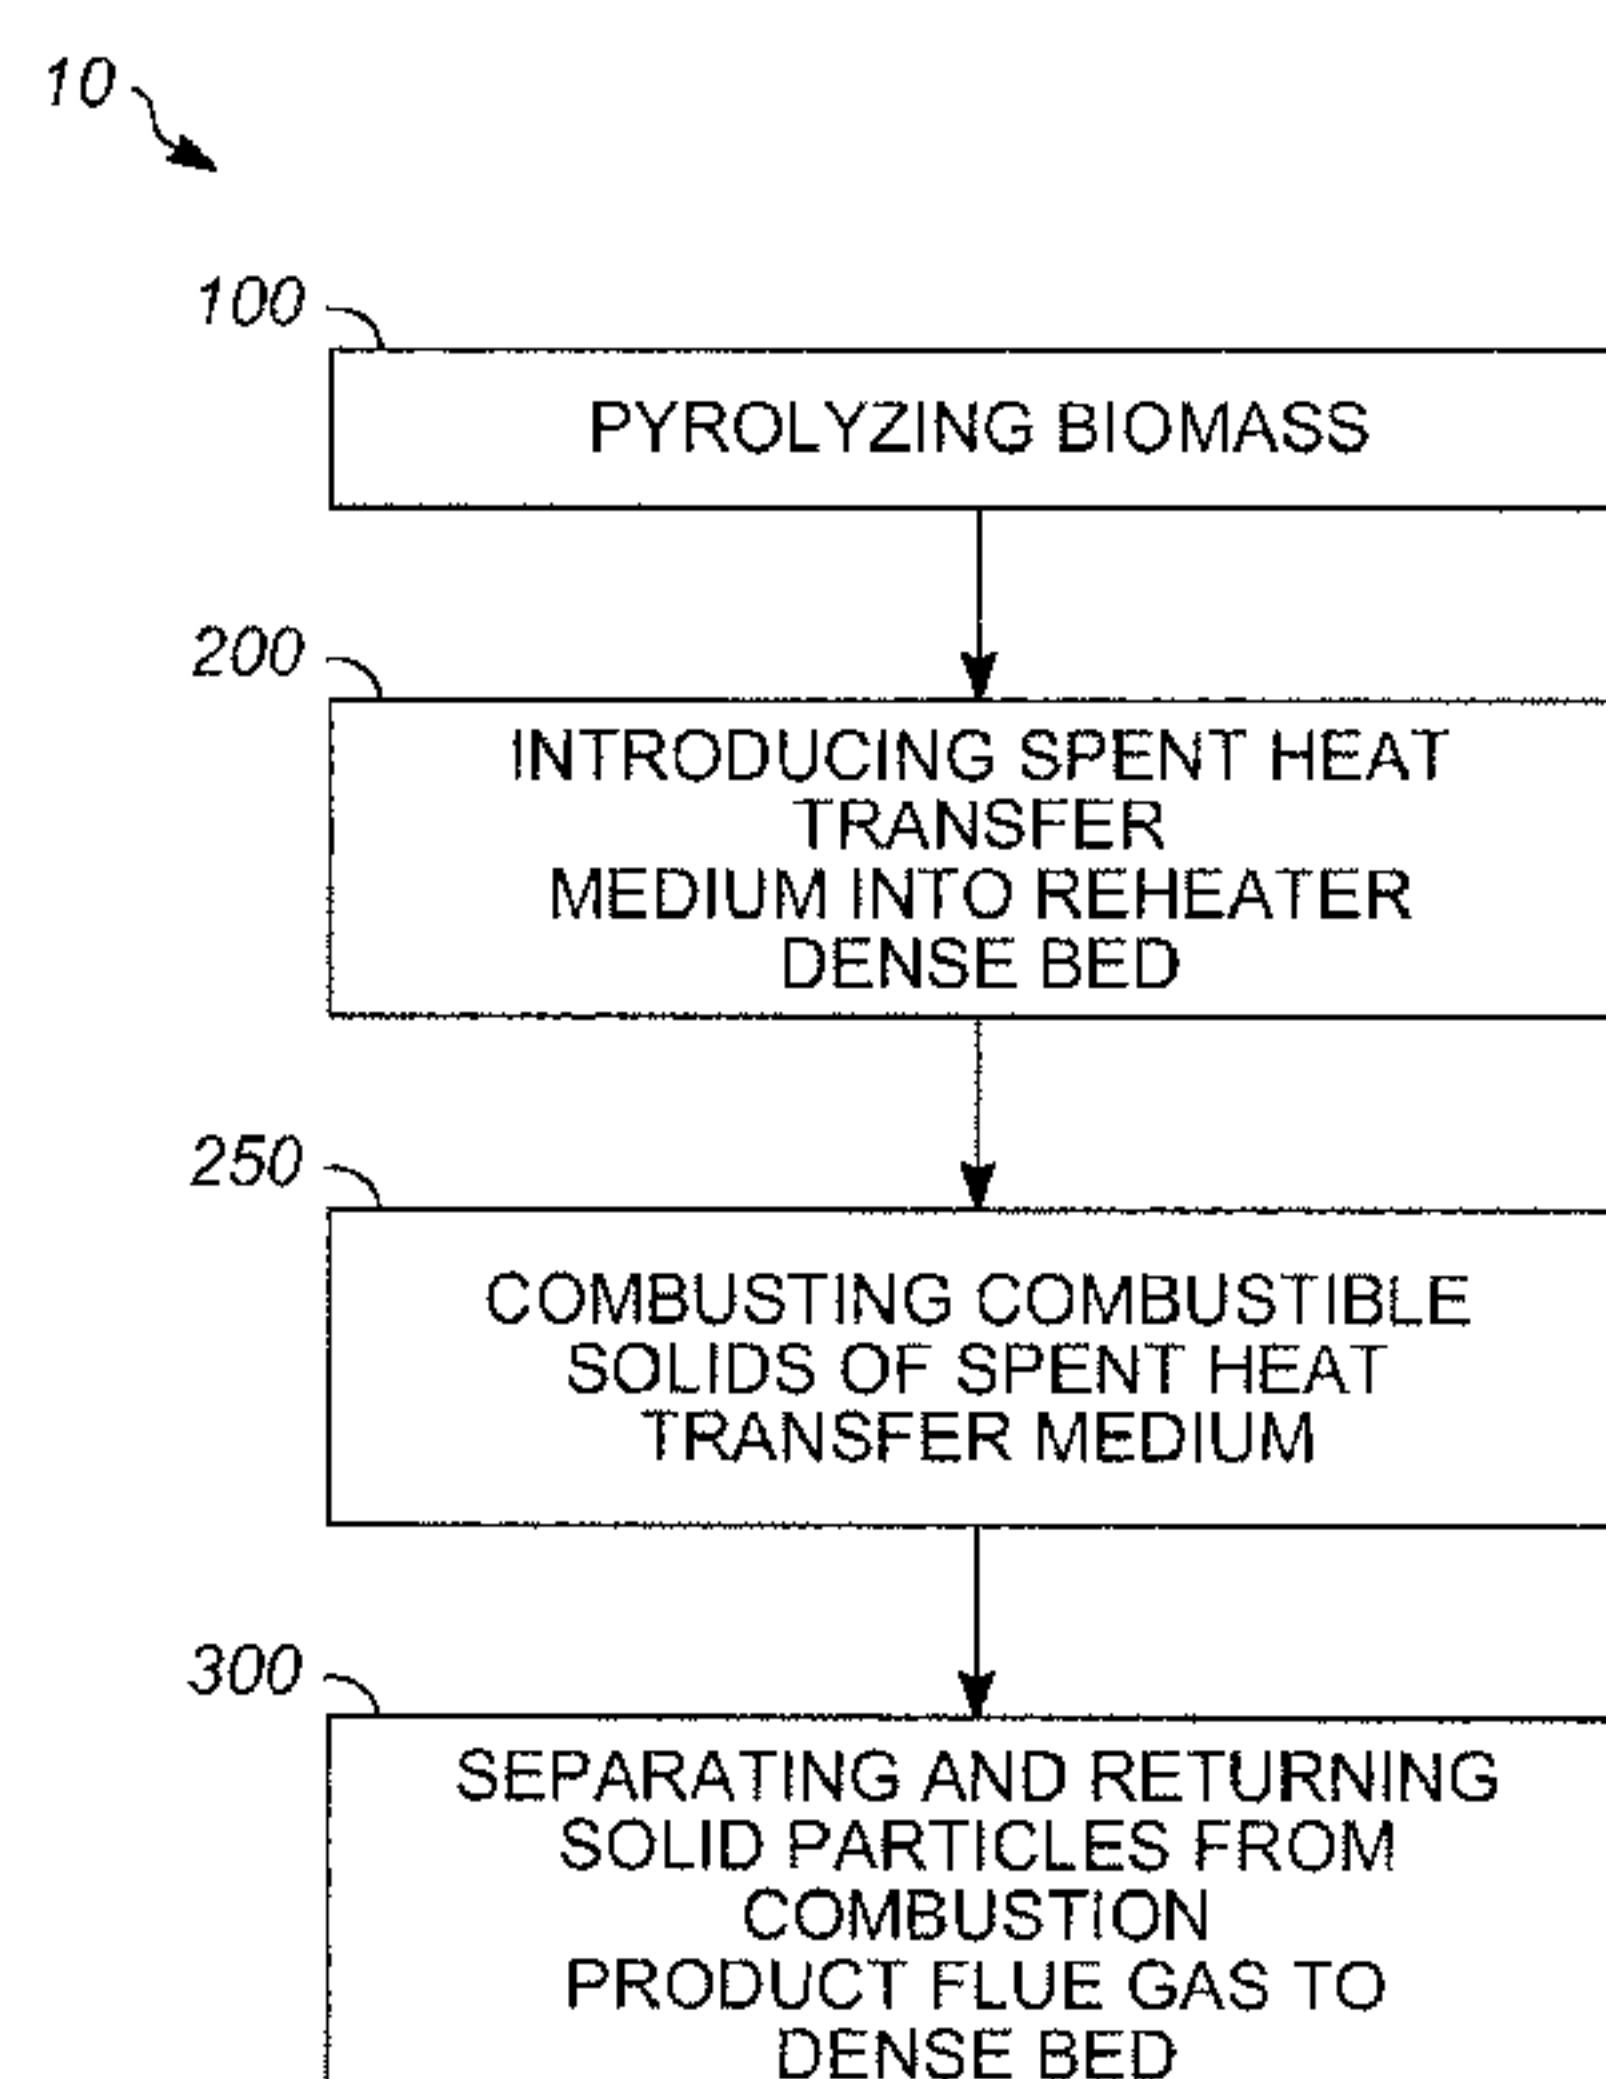 10
100
PYROLYZING BIOMASS
200
INTRODUCING SPENT HEAT
TRANSFER
MEDIUM INTO REHEATER
DENSE BED
250
COMBUSTING COMBUSTIBLE
SOLIDS OF SPENT HEAT
TRANSFER MEDIUM
300
SEPARATING AND RETURNING
SOLID PARTICLES FROM
COMBUSTION
PRODUCT FLUE GAS TO
DENSE BED